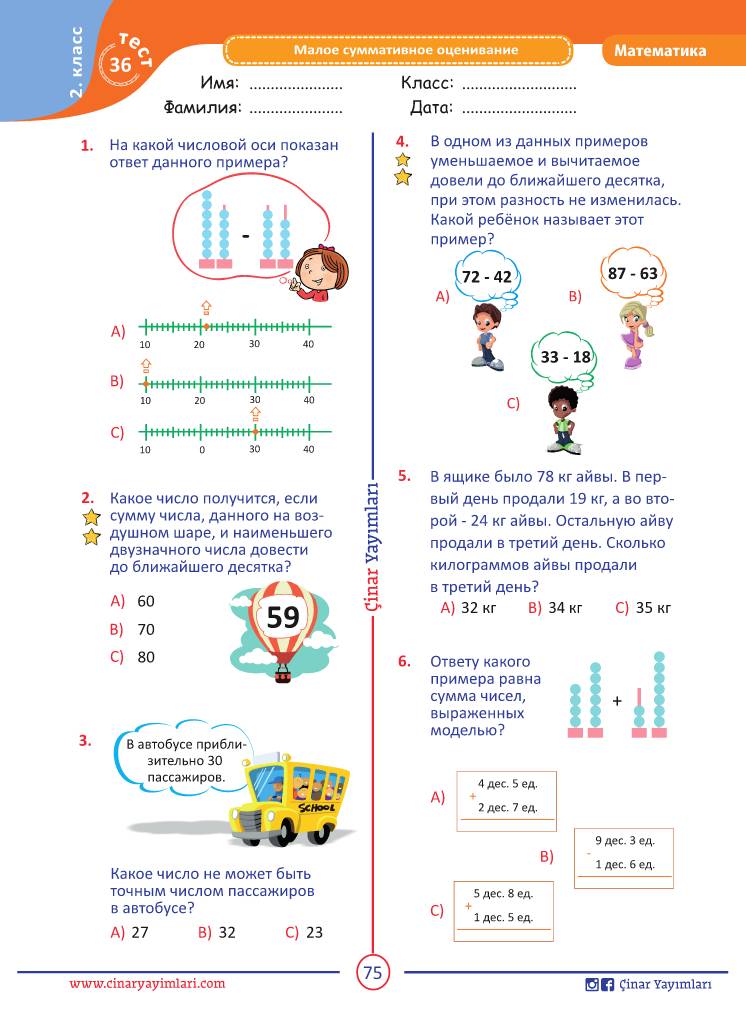 2. класс
тест
36
Малое суммативное оценивание
Математика
Имя: ......................
Класс: ...........................
Фамилия: ......................
Дата: ...........................
1. На какой числовой оси показан
ответ данного примера?
-
A)
10 20 30 40
B)
10 20 30 40
C)
10 0 30 40
2. Какое число получится, если
сумму числа, данного на воз-
душном шаре, и наименьшего
двузначного числа довести
до ближайшего десятка?
A) 60
B) 70
C) 80
59
3.
В автобусе прибли-
зительно 30
пассажиров.
SCHOOL
Какое число не может быть
точным числом пассажиров
в автобусе?
A) 27 B) 32 C) 23
Çinar Yayımları
4. В одном из данных примеров
уменьшаемое и вычитаемое
довели до ближайшего десятка,
при этом разность не изменилась.
Какой ребёнок называет этот
пример?
A)
72 - 42
B)
87 - 63
C)
33 - 18
5. В ящике было 78 кг айвы. В пер-
вый день продали 19 кг, а во вто-
рой - 24 кг айвы. Остальную айву
продали в третий день. Сколько
килограммов айвы продали
в третий день?
A) 32 кг B) 34 кг C) 35 кг
6. Ответу какого
примера равна
сумма чисел,
выраженных
моделью?
+
A)
4 дес. 5 ед.
+
2 дес. 7 ед.
B)
9 дес. 3 ед.
-
1 дес. 6 ед.
C)
5 дес. 8 ед.
+
1 дес. 5 ед.
www.cinaryayimlari.com
75
Çinar Yayımları